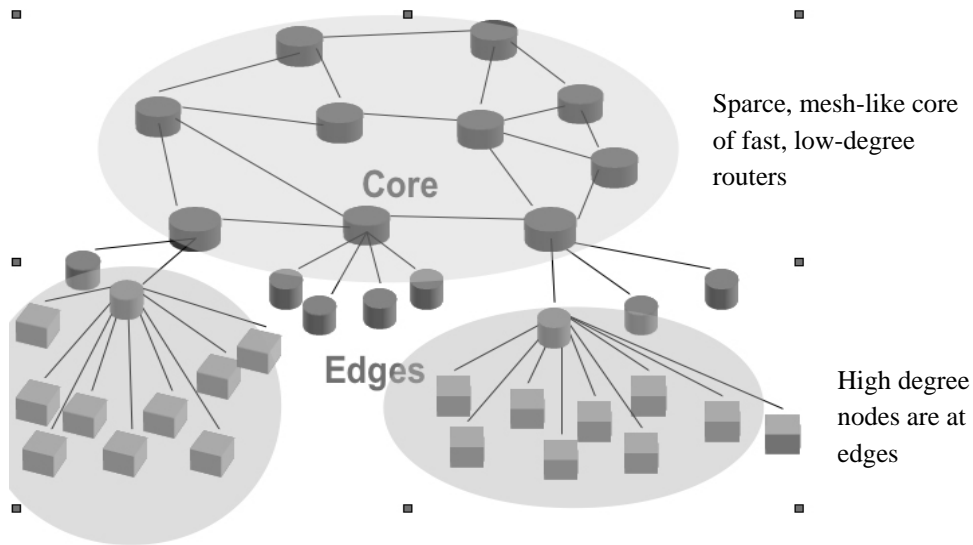 Sparce, mesh-like core
of fast, low-degree
routers
Core
Edges
High degree
nodes are at
edges